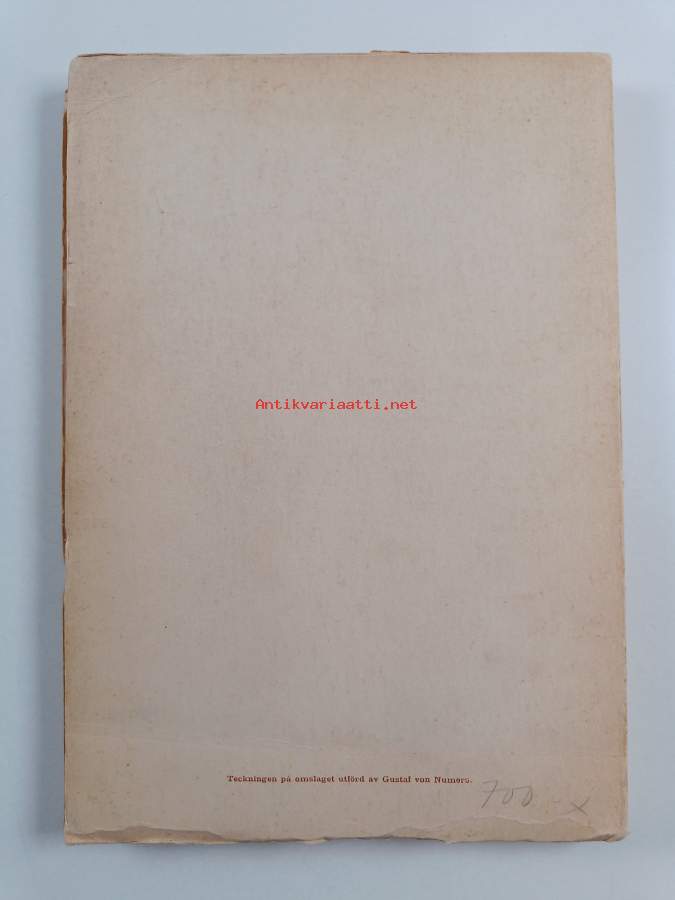 Antikvariaatti.net
Teckningen på omslaget utförd av Gustaf von Numers.
700 -x